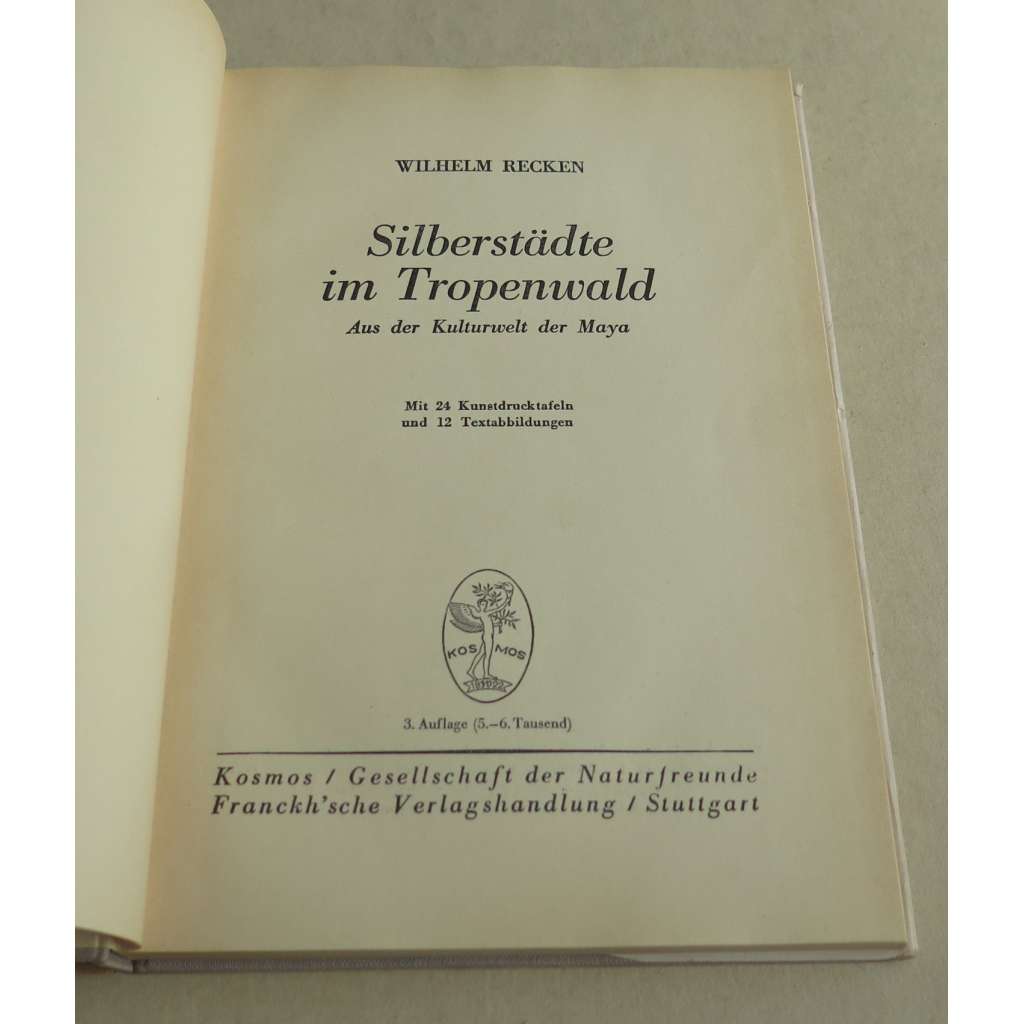 WILHELM RECKEN
Silberstädte
im Tropenwald
Aus der Kulturwelt der Maya
Mit 24 Kunstdrucktafeln
und 12 Textabbildungen
KOS MOS
1822
3. Auflage (5.–6. Tausend)
Kosmos / Gesellschaft der Naturfreunde
Franckh'sche Verlagshandlung / Stuttgart